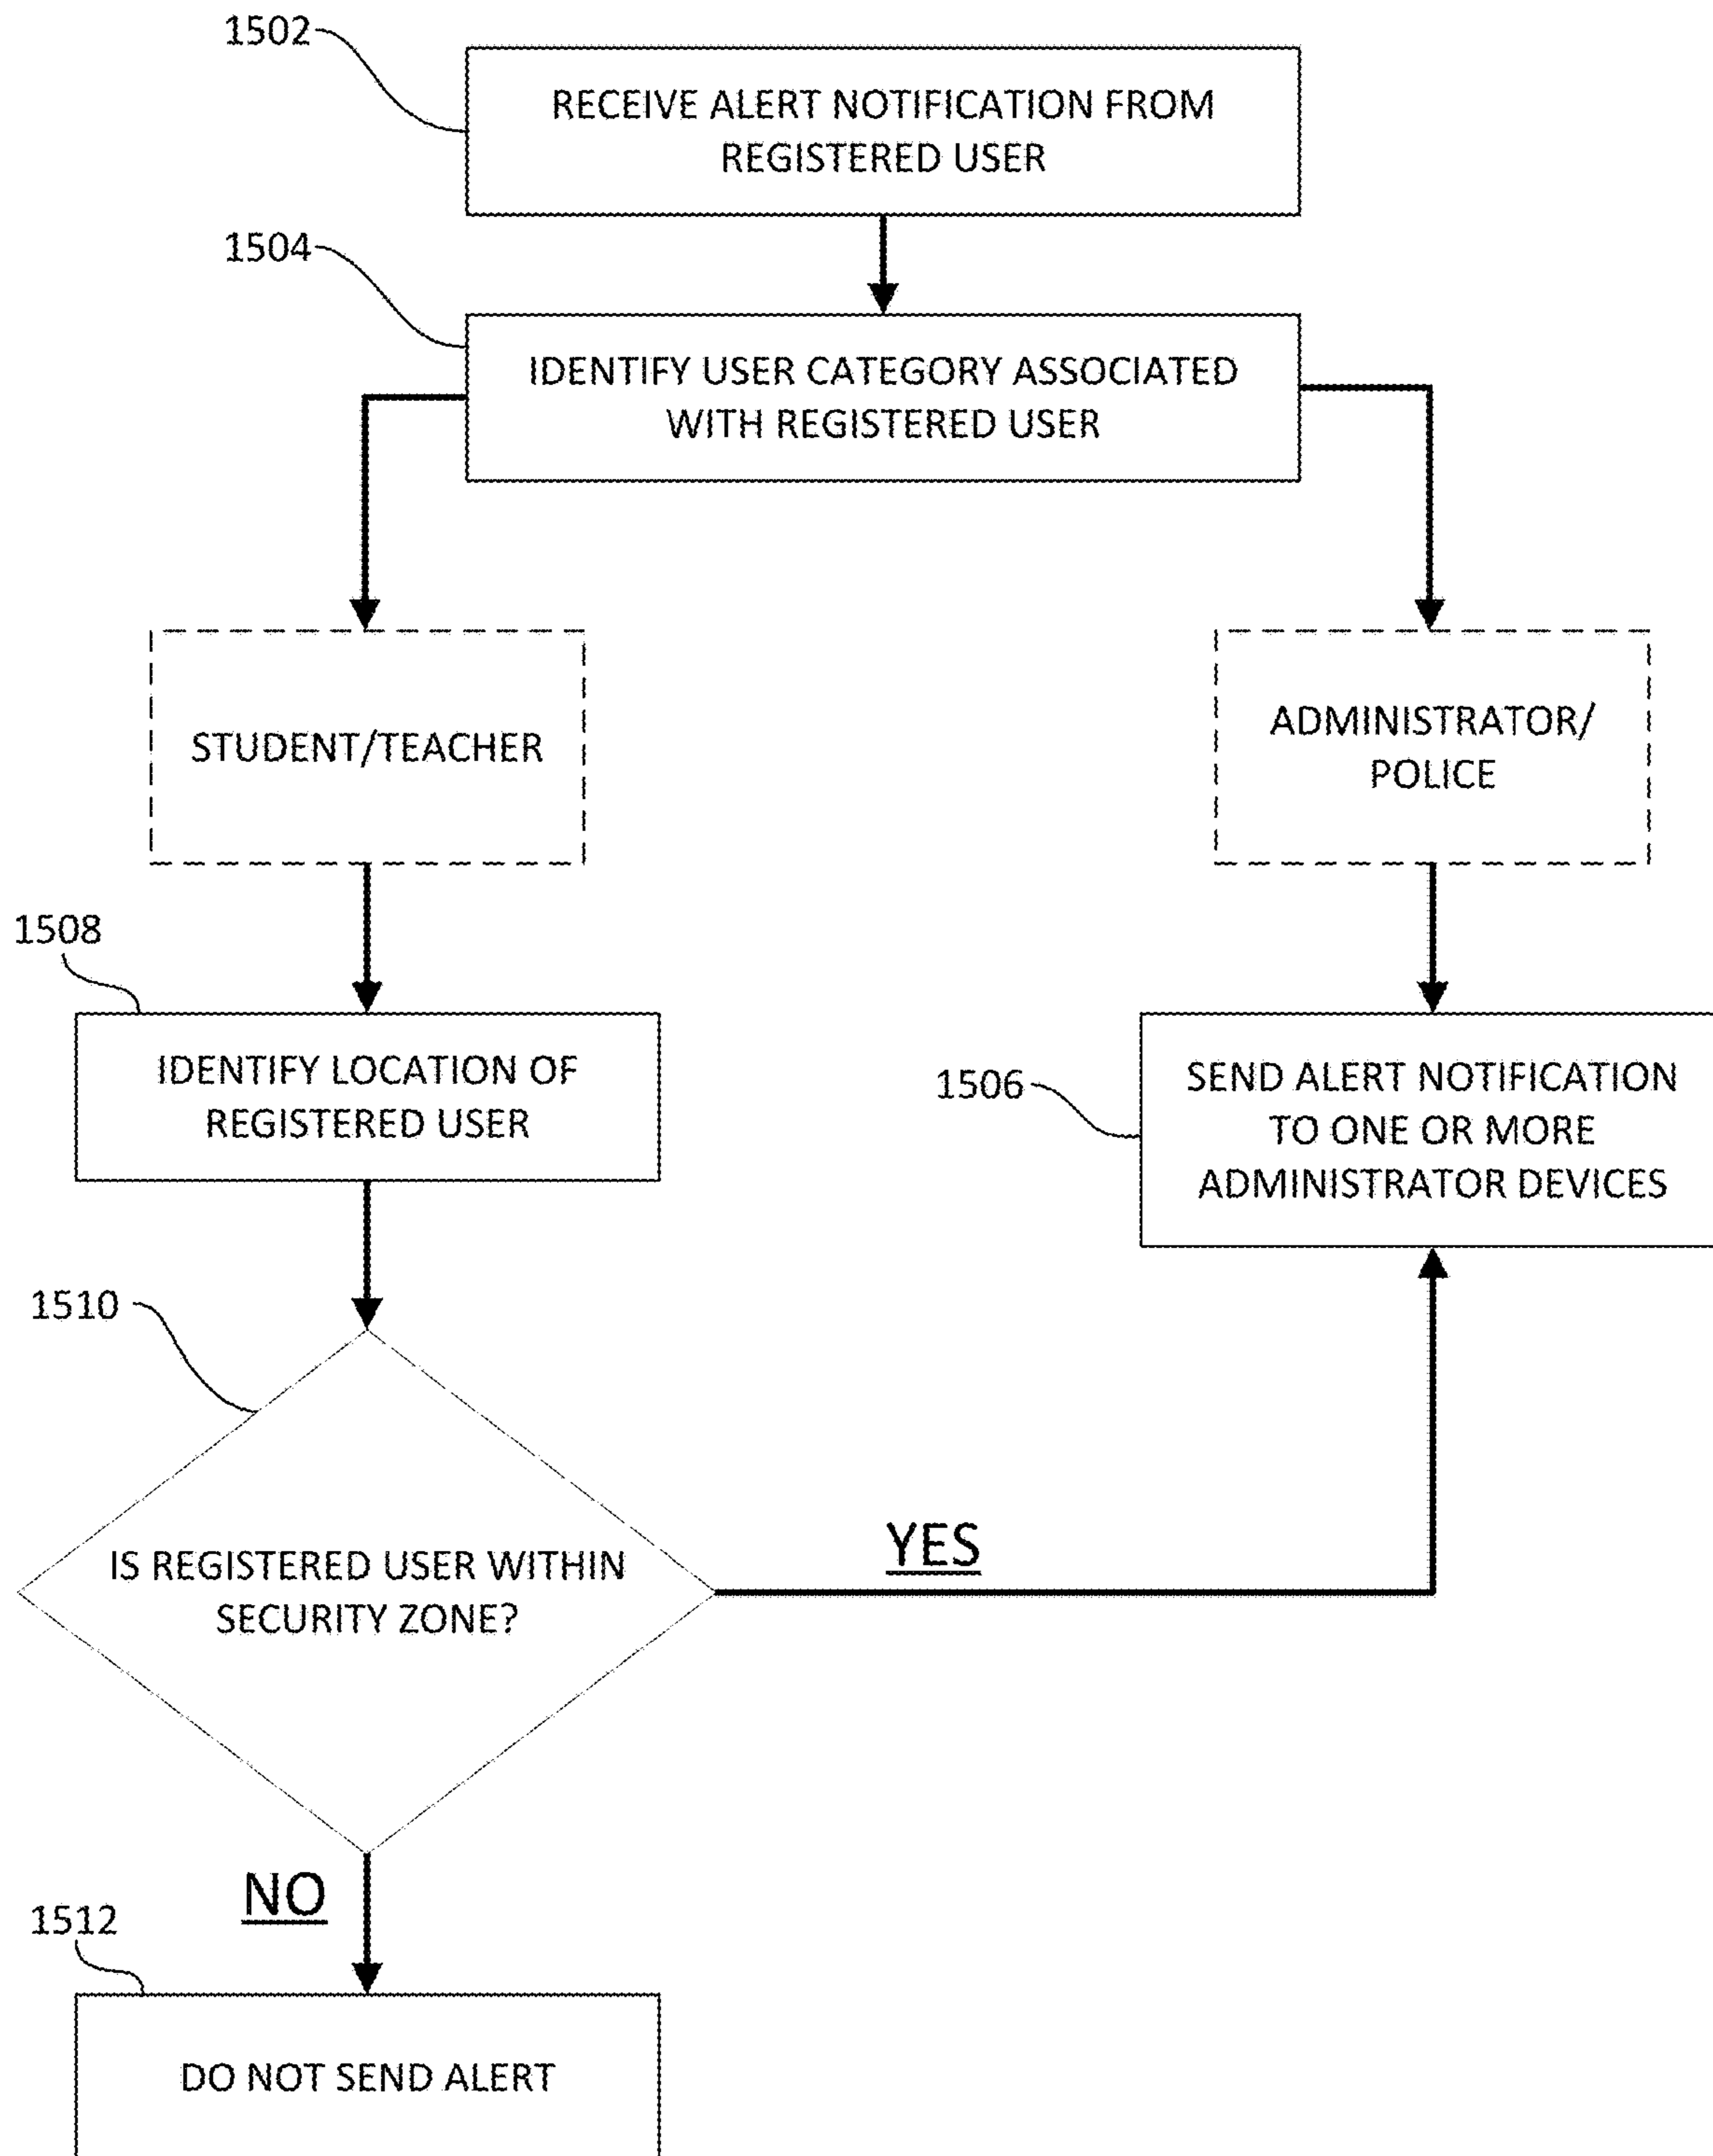 1502
RECEIVE ALERT NOTIFICATION FROM
REGISTERED USER
1504
IDENTIFY USER CATEGORY ASSOCIATED
WITH REGISTERED USER
STUDENT/TEACHER
ADMINISTRATOR/
POLICE
1508
IDENTIFY LOCATION OF
REGISTERED USER
1506
SEND ALERT NOTIFICATION
TO ONE OR MORE
ADMINISTRATOR DEVICES
1510
IS REGISTERED USER WITHIN
SECURITY ZONE?
YES
NO
1512
DO NOT SEND ALERT